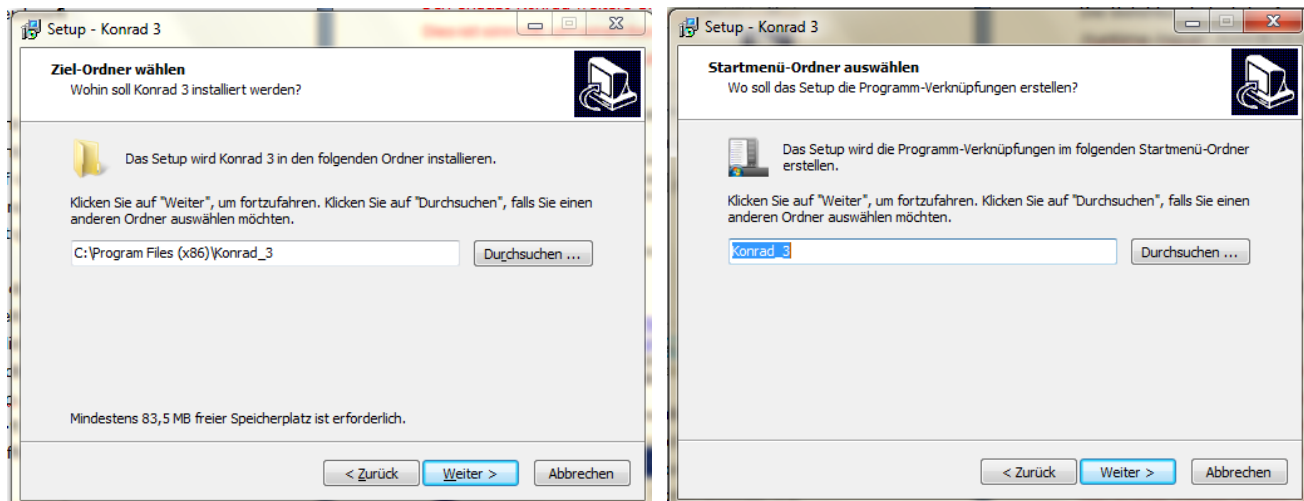 Setup - Konrad 3
Ziel-Ordner wählen
Wohin soll Konrad 3 installiert werden?
Das Setup wird Konrad 3 in den folgenden Ordner installieren.
Klicken Sie auf "Weiter", um fortzufahren. Klicken Sie auf "Durchsuchen", falls Sie einen
anderen Ordner auswählen möchten.
C:\Program Files (x86)\Konrad_3
Durchsuchen ...
Mindestens 83,5 MB freier Speicherplatz ist erforderlich.
< Zurück
Weiter >
Abbrechen
Setup - Konrad 3
Startmenü-Ordner auswählen
Wo soll das Setup die Programm-Verknüpfungen erstellen?
Das Setup wird die Programm-Verknüpfungen im folgenden Startmenü-Ordner
erstellen.
Klicken Sie auf "Weiter", um fortzufahren. Klicken Sie auf "Durchsuchen", falls Sie einen
anderen Ordner auswählen möchten.
Konrad_3
Durchsuchen ...
< Zurück
Weiter >
Abbrechen